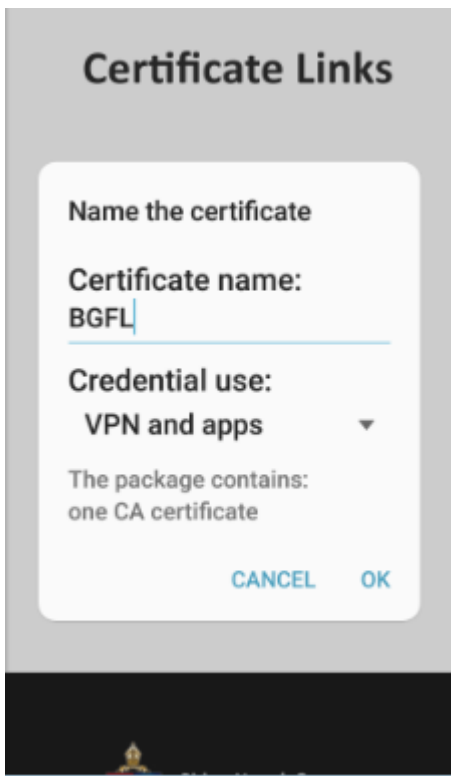 Certificate Links
Name the certificate
Certificate name:
BGFL
Credential use:
VPN and apps
The package contains:
one CA certificate
CANCEL OK